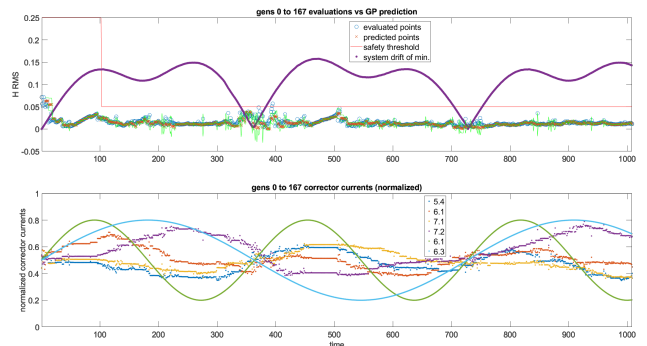 gens 0 to 167 evaluations vs GP prediction
0.25
0.2
0.15
0.1
0.05
0
-0.05
H RMS
evaluated points
predicted points
safety threshold
system drift of min.
100 200 300 400 500 600 700 800 900 1000
gens 0 to 167 corrector currents (normalized)
1
0.8
0.6
0.4
0.2
0
normalized corrector currents
5.4
6.1
7.1
7.2
6.1
6.3
100 200 300 400 500 600 700 800 900 1000
time